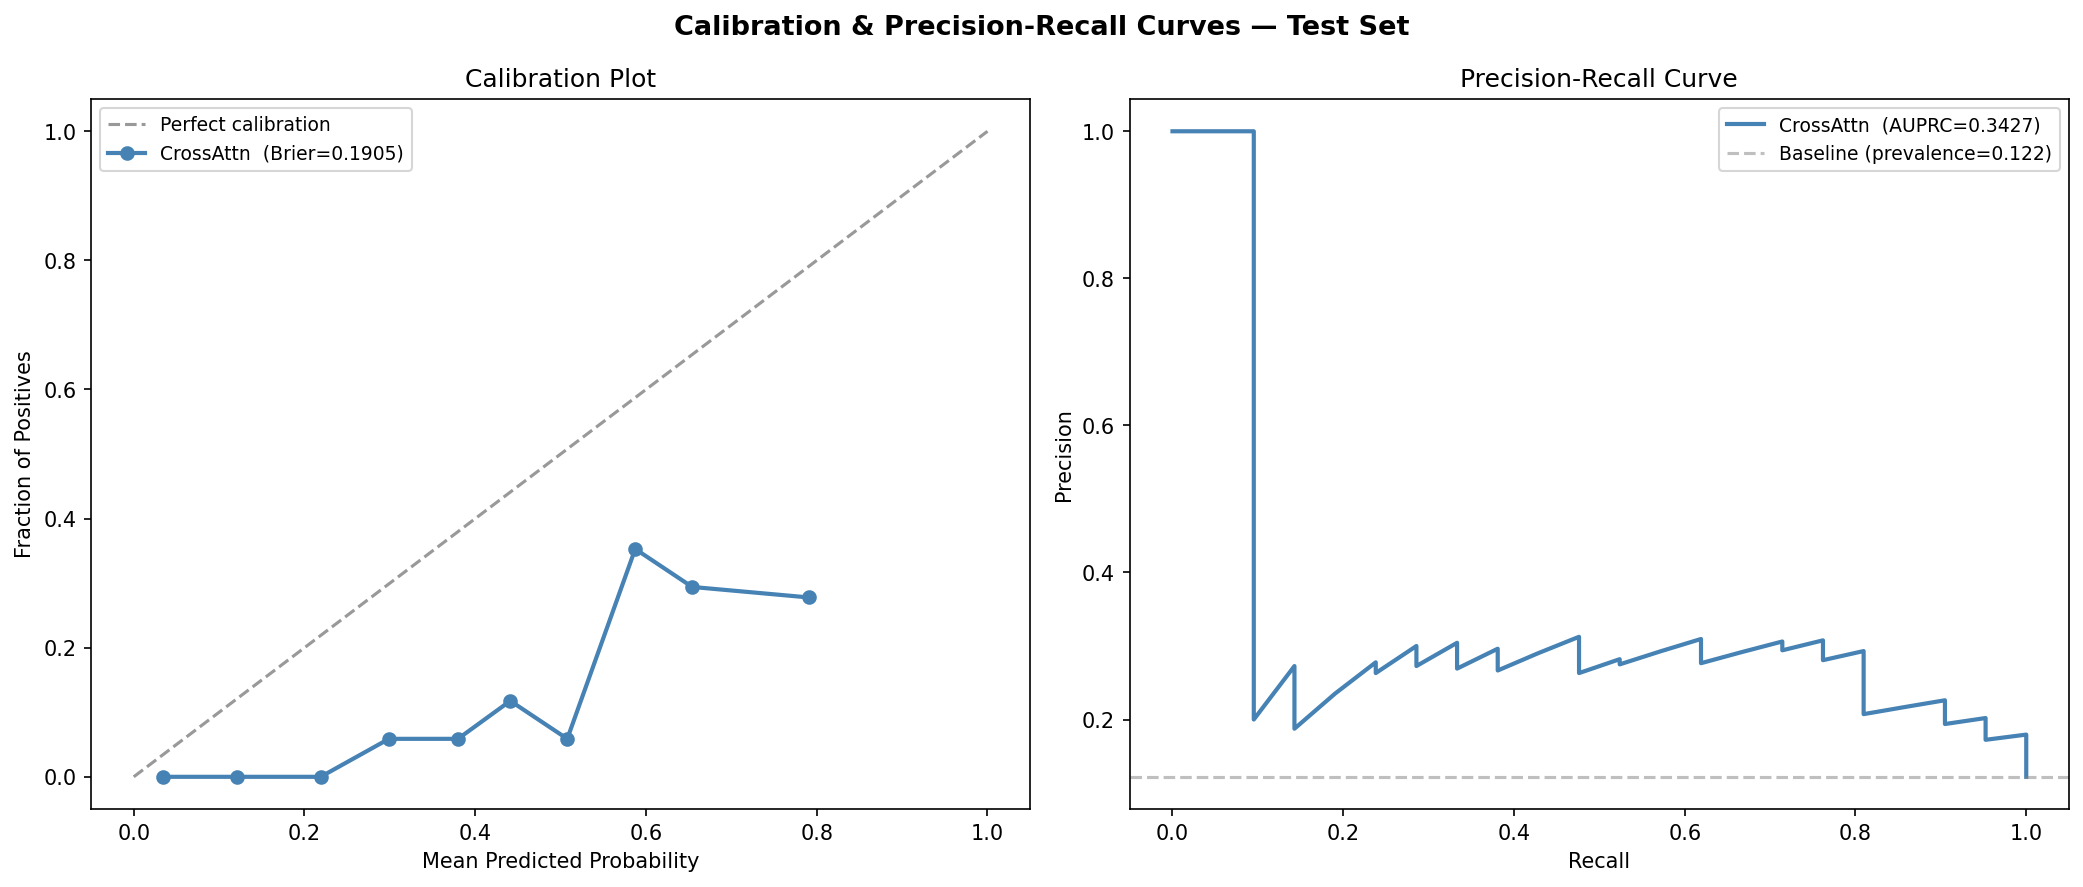 Calibration & Precision-Recall Curves — Test Set
Calibration Plot
Perfect calibration
CrossAttn (Brier=0.1905)
Fraction of Positives
1.0
0.8
0.6
0.4
0.2
0.0
0.0 0.2 0.4 0.6 0.8 1.0
Mean Predicted Probability
Precision-Recall Curve
CrossAttn (AUPRC=0.3427)
Baseline (prevalence=0.122)
Precision
1.0
0.8
0.6
0.4
0.2
0.0 0.2 0.4 0.6 0.8 1.0
Recall